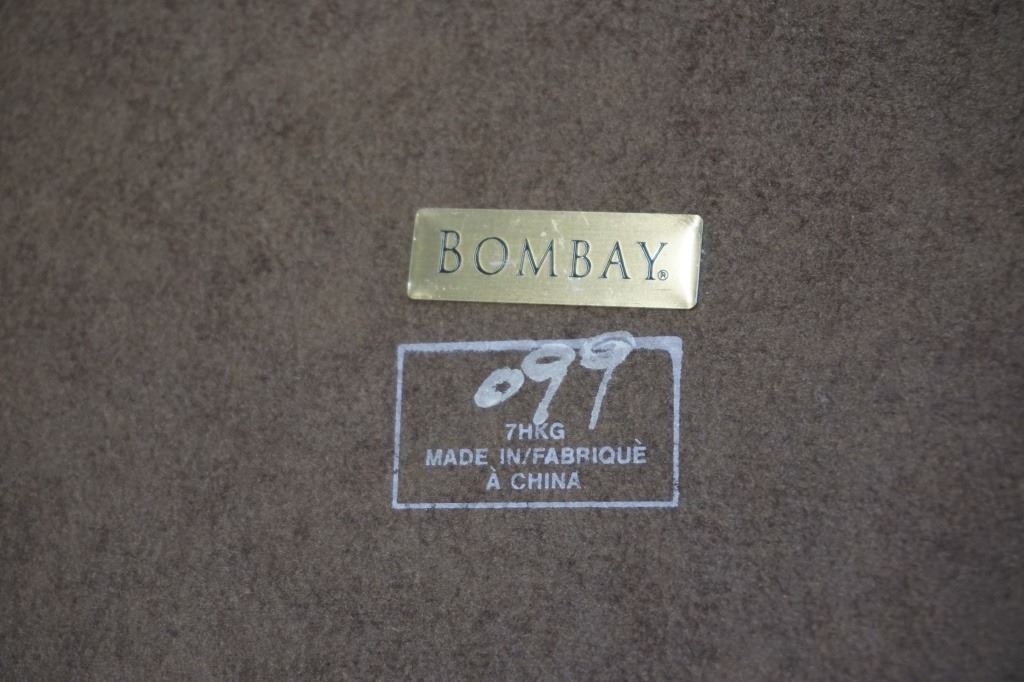 BOMBAY®
099
7HKG
MADE IN/FABRIQUÈ
À CHINA